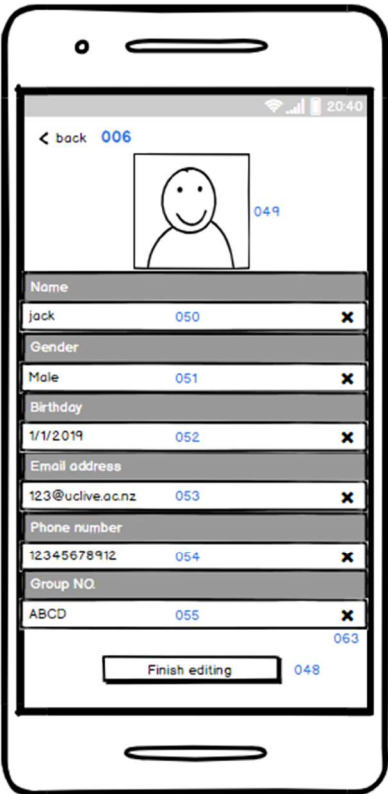 20:40
back 006
049
Name
jack 050
Gender
Male 051
Birthday
1/1/2019 052
Email address
123@uclive.ac.nz 053
Phone number
12345678912 054
Group NO.
ABCD 055
063
Finish editing 048